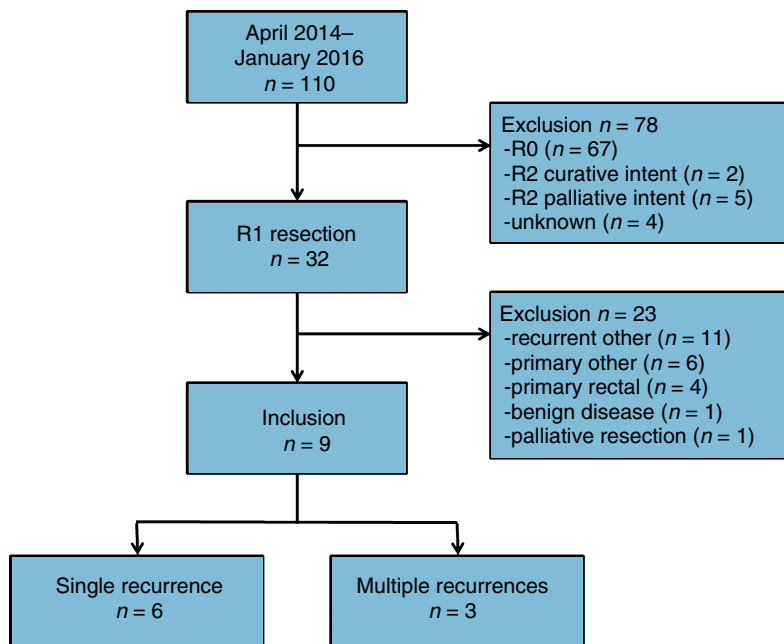 April 2014–
January 2016
n = 110
Exclusion n = 78
-R0 (n = 67)
-R2 curative intent (n = 2)
-R2 palliative intent (n = 5)
-unknown (n = 4)
R1 resection
n = 32
Exclusion n = 23
-recurrent other (n = 11)
-primary other (n = 6)
-primary rectal (n = 4)
-benign disease (n = 1)
-palliative resection (n = 1)
Inclusion
n = 9
Single recurrence
n = 6
Multiple recurrences
n = 3